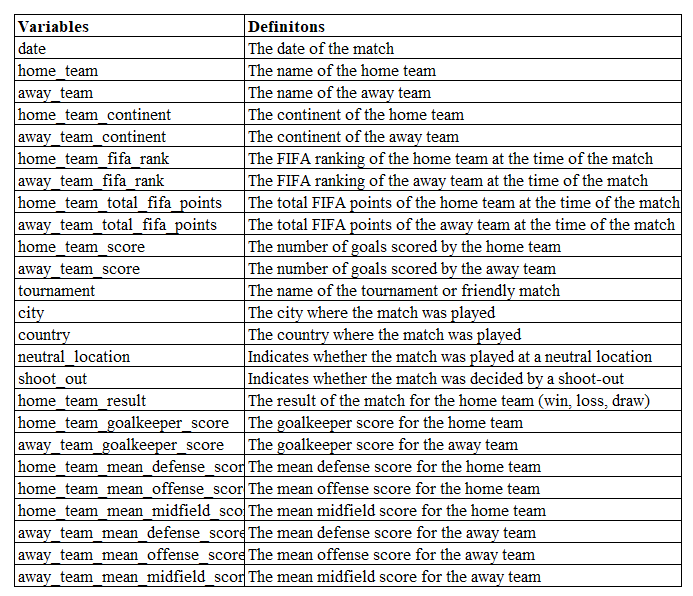 Variables Definitons
date The date of the match
home_team The name of the home team
away_team The name of the away team
home_team_continent The continent of the home team
away_team_continent The continent of the away team
home_team_fifa_rank The FIFA ranking of the home team at the time of the match
away_team_fifa_rank The FIFA ranking of the away team at the time of the match
home_team_total_fifa_points The total FIFA points of the home team at the time of the match
away_team_total_fifa_points The total FIFA points of the away team at the time of the match
home_team_score The number of goals scored by the home team
away_team_score The number of goals scored by the away team
tournament The name of the tournament or friendly match
city The city where the match was played
country The country where the match was played
neutral_location Indicates whether the match was played at a neutral location
shoot_out Indicates whether the match was decided by a shoot-out
home_team_result The result of the match for the home team (win, loss, draw)
home_team_goalkeeper_score The goalkeeper score for the home team
away_team_goalkeeper_score The goalkeeper score for the away team
home_team_mean_defense_scor The mean defense score for the home team
home_team_mean_offense_scor The mean offense score for the home team
home_team_mean_midfield_sco The mean midfield score for the home team
away_team_mean_defense_score The mean defense score for the away team
away_team_mean_offense_score The mean offense score for the away team
away_team_mean_midfield_scor The mean midfield score for the away team